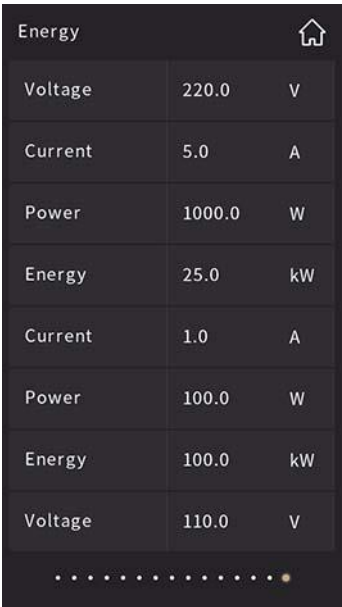 Energy
Voltage 220.0 V
Current 5.0 A
Power 1000.0 W
Energy 25.0 kW
Current 1.0 A
Power 100.0 W
Energy 100.0 kW
Voltage 110.0 V